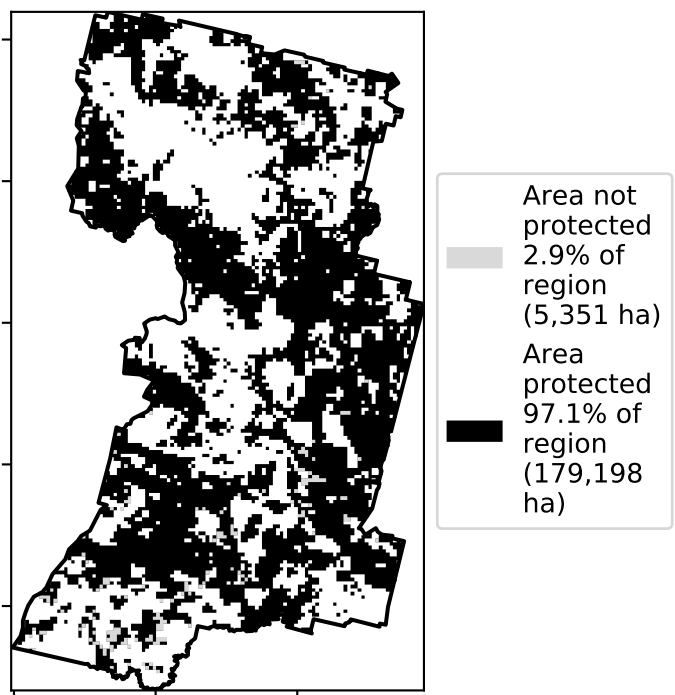 Area not
protected
2.9% of
region
(5,351 ha)
Area
protected
97.1% of
region
(179,198
ha)